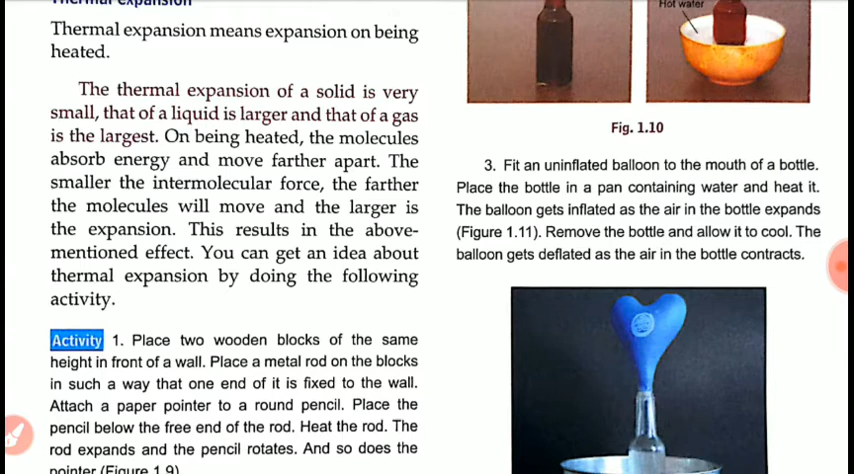 Thermal expansion
Thermal expansion means expansion on being
heated.
The thermal expansion of a solid is very
small, that of a liquid is larger and that of a gas
is the largest. On being heated, the molecules
absorb energy and move farther apart. The
smaller the intermolecular force, the farther
the molecules will move and the larger is
the expansion. This results in the above-
mentioned effect. You can get an idea about
thermal expansion by doing the following
activity.
Activity 1. Place two wooden blocks of the same
height in front of a wall. Place a metal rod on the blocks
in such a way that one end of it is fixed to the wall.
Attach a paper pointer to a round pencil. Place the
pencil below the free end of the rod. Heat the rod. The
rod expands and the pencil rotates. And so does the
pointer (Figure 1.9)
Hot water
Fig. 1.10
3. Fit an uninflated balloon to the mouth of a bottle.
Place the bottle in a pan containing water and heat it.
The balloon gets inflated as the air in the bottle expands
(Figure 1.11). Remove the bottle and allow it to cool. The
balloon gets deflated as the air in the bottle contracts.